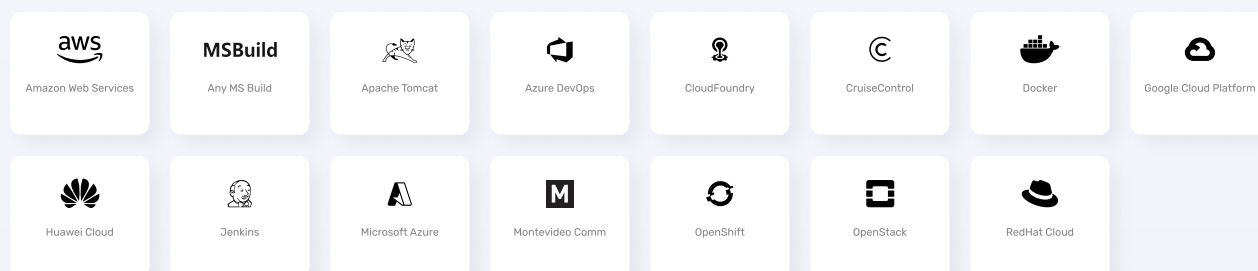 aws
MSBuild
C
Amazon Web Services
Any MS Build
Apache Tomcat
Azure DevOps
CloudFoundry
CruiseControl
Docker
Google Cloud Platform
M
Huawei Cloud
Jenkins
Microsoft Azure
Montevideo Comm
OpenShift
OpenStack
RedHat Cloud